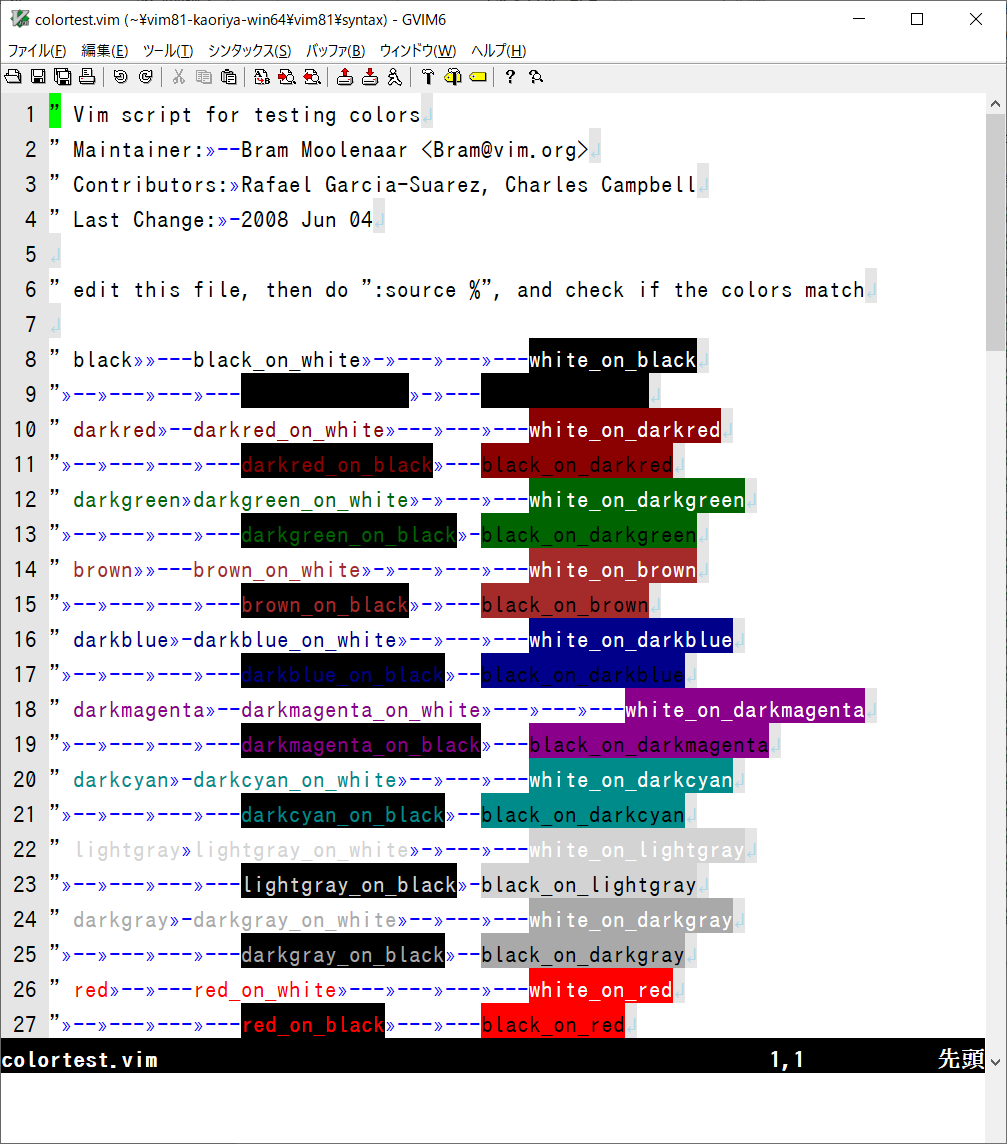 colortest.vim (~¥vim81-kaoriya-win64¥vim81¥syntax) - GVIM6
ファイル(F) 編集(E) ツール(T) シンタックス(S) バッファ(B) ウィンドウ(W) ヘルプ(H)
1 " Vim script for testing colors↲
2 " Maintainer:»--Bram Moolenaar <Bram@vim.org>↲
3 " Contributors:»Rafael Garcia-Suarez, Charles Campbell↲
4 " Last Change:»-2008 Jun 04↲
5 ↲
6 " edit this file, then do ":source %", and check if the colors match↲
7 ↲
8 " black»»---black_on_white»-»---»---»---white_on_black↲
9 "»--»---»---»---»-»---↲
10 " darkred»--darkred_on_white»---»---»---white_on_darkred↲
11 "»--»---»---»---darkred_on_black»---black_on_darkred↲
12 " darkgreen»darkgreen_on_white»-»---»---white_on_darkgreen↲
13 "»--»---»---»---darkgreen_on_black»-black_on_darkgreen↲
14 " brown»»---brown_on_white»-»---»---»---white_on_brown↲
15 "»--»---»---»---brown_on_black»-»---black_on_brown↲
16 " darkblue»-darkblue_on_white»--»---»---white_on_darkblue↲
17 "»--»---»---»---darkblue_on_black»--black_on_darkblue↲
18 " darkmagenta»--darkmagenta_on_white»---»---»---white_on_darkmagenta↲
19 "»--»---»---»---darkmagenta_on_black»---black_on_darkmagenta↲
20 " darkcyan»-darkcyan_on_white»--»---»---white_on_darkcyan↲
21 "»--»---»---»---darkcyan_on_black»--black_on_darkcyan↲
22 " lightgray»lightgray_on_white»-»---»---white_on_lightgray↲
23 "»--»---»---»---lightgray_on_black»-black_on_lightgray↲
24 " darkgray»-darkgray_on_white»--»---»---white_on_darkgray↲
25 "»--»---»---»---darkgray_on_black»--black_on_darkgray↲
26 " red»--»---red_on_white»---»---»---»---white_on_red↲
27 "»--»---»---»---red_on_black»---»---black_on_red↲
colortest.vim 1,1 先頭